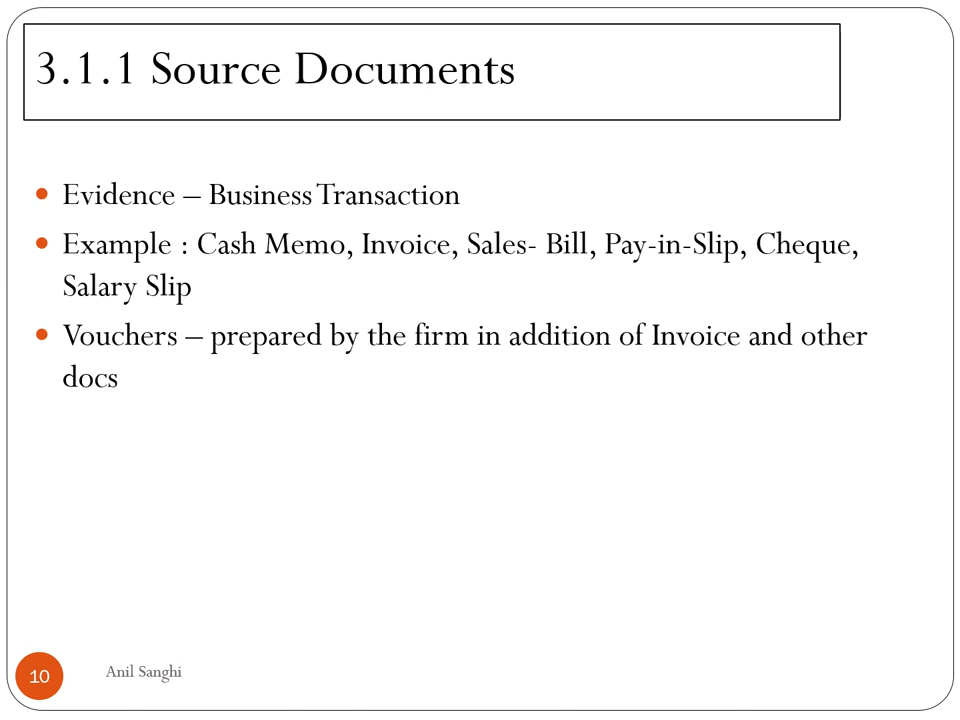 3.1.1 Source Documents
Evidence – Business Transaction
Example : Cash Memo, Invoice, Sales- Bill, Pay-in-Slip, Cheque,
Salary Slip
Vouchers – prepared by the firm in addition of Invoice and other
docs
10
Anil Sanghi